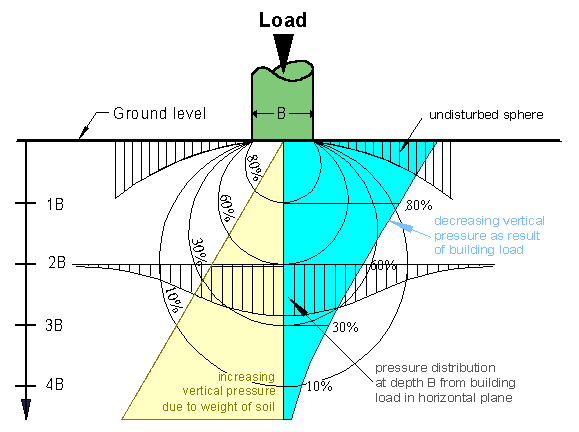 Load
Ground level
B
undisturbed sphere
80%
1B
60%
80%
decreasing vertical
pressure as result
of building load
30%
2B
60%
10%
3B
30%
pressure distribution
at depth B from building
load in horizontal plane
increasing
vertical pressure
due to weight of soil
4B
10%